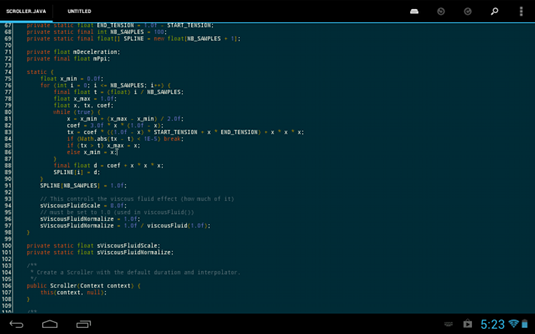 SCROLLER.JAVA UNTITLED
67 private static float END_TENSION = 1.0f - START_TENSION;
68 private static final int NB_SAMPLES = 100;
69 private static final float[] SPLINE = new float[NB_SAMPLES + 1];
70
71 private float mDeceleration;
72 private final float mPpi;
73
74 static {
75 float x_min = 0.0f;
76 for (int i = 0; i <= NB_SAMPLES; i++) {
77 final float t = (float) i / NB_SAMPLES;
78 float x_max = 1.0f;
79 float x, tx, coef;
80 while (true) {
81 x = x_min + (x_max - x_min) / 2.0f;
82 coef = 3.0f * x * (1.0f - x);
83 tx = coef * ((1.0f - x) * START_TENSION + x * END_TENSION) + x * x * x;
84 if (Math.abs(tx - t) < 1E-5) break;
85 if (tx > t) x_max = x;
86 else x_min = x;
87 }
88 final float d = coef + x * x * x;
89 SPLINE[i] = d;
90 }
91 SPLINE[NB_SAMPLES] = 1.0f;
92
93 // This controls the viscous fluid effect (how much of it)
94 sViscousFluidScale = 8.0f;
95 // must be set to 1.0 (used in viscousFluid())
96 sViscousFluidNormalize = 1.0f;
97 sViscousFluidNormalize = 1.0f / viscousFluid(1.0f);
98 }
99
100 private static float sViscousFluidScale;
101 private static float sViscousFluidNormalize;
102
103 /**
104 * Create a Scroller with the default duration and interpolator.
105 */
106 public Scroller(Context context) {
107 this(context, null);
108 }
109
110 /**
5:23